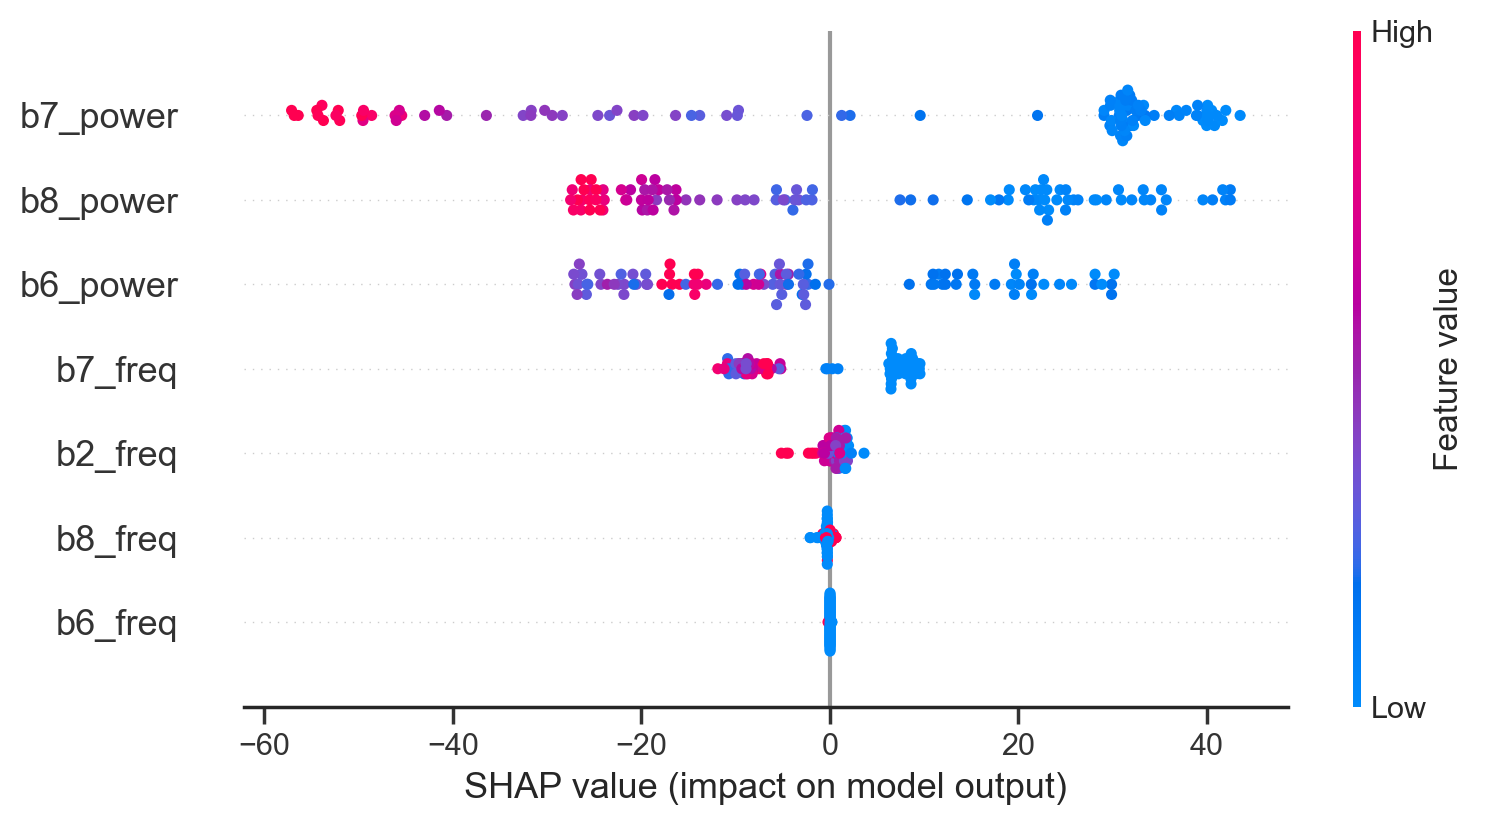 High
b7_power
b8_power
b6_power
b7_freq
b2_freq
b8_freq
b6_freq
Feature value
Low
−60 −40 −20 0 20 40
SHAP value (impact on model output)